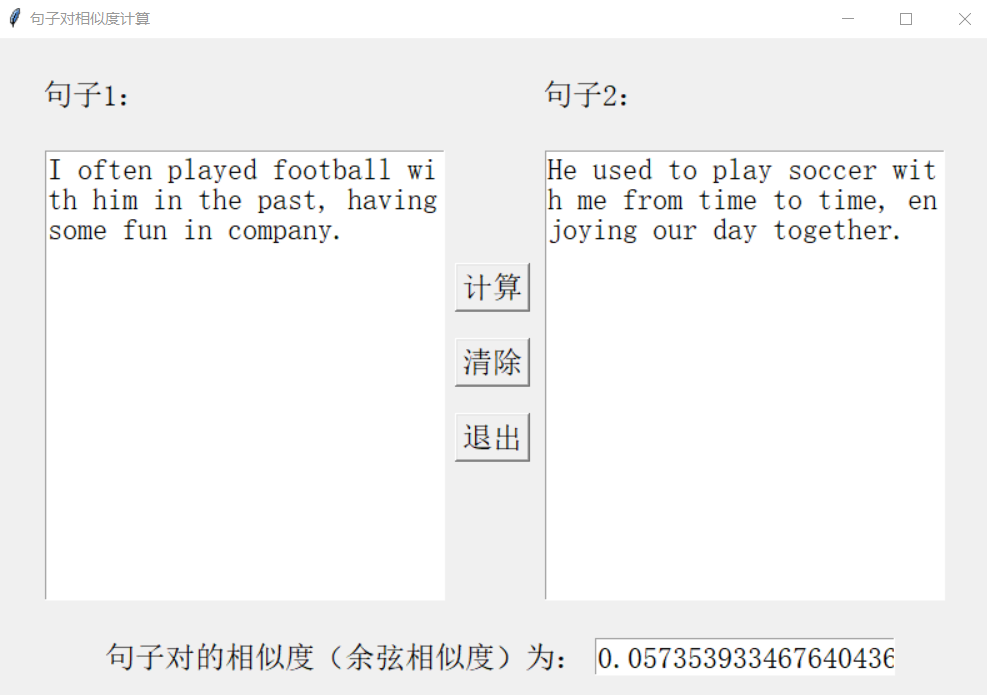 句子对相似度计算
句子1：
句子2：
I often played football wi
th him in the past, having
some fun in company.
He used to play soccer wit
h me from time to time, en
joying our day together.
计算
清除
退出
句子对的相似度（余弦相似度）为： 0.057353933467640436